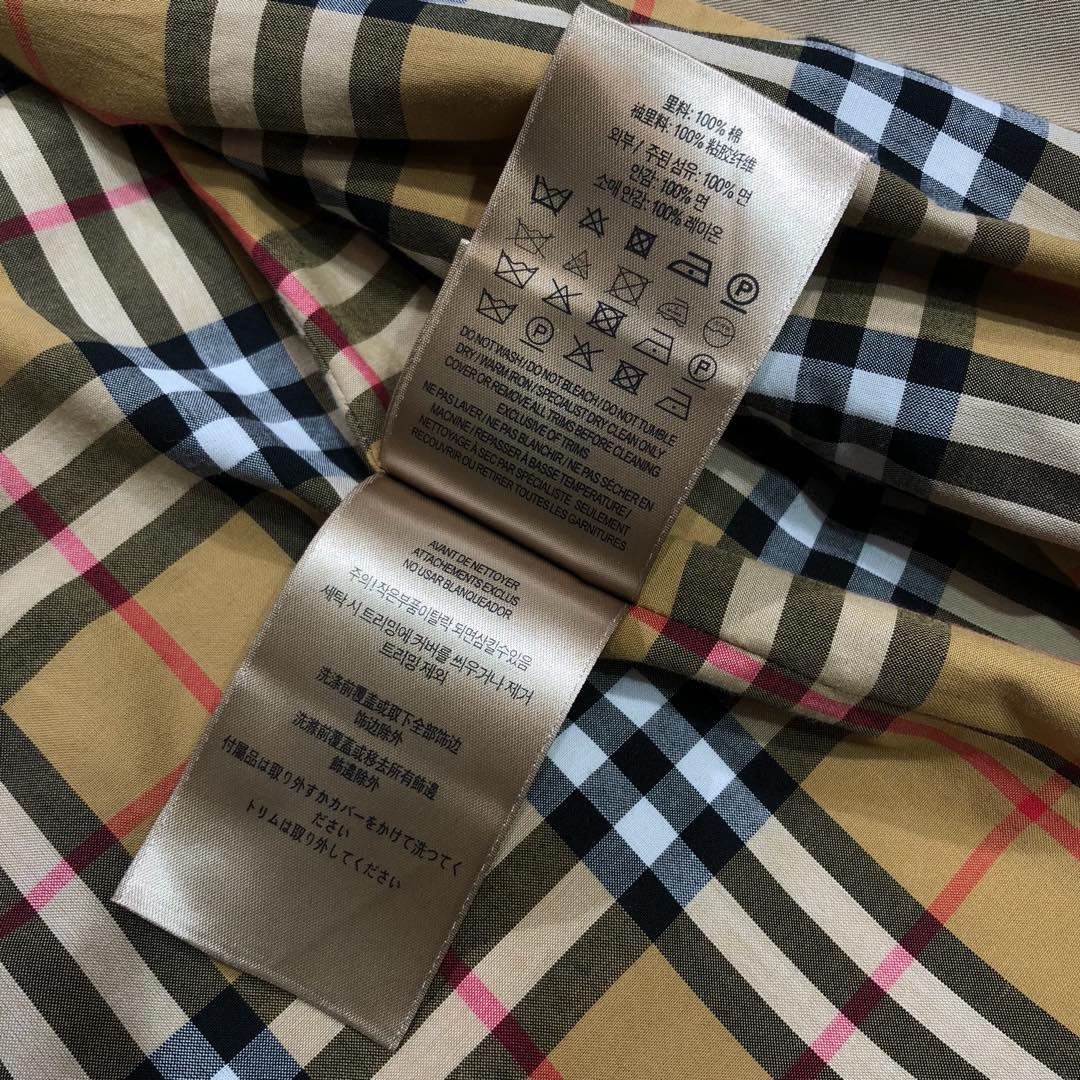 里料: 100% 棉
袖里料: 100% 粘胶纤维
외부 / 주된 섬유: 100% 면
안감: 100% 면
소매 안감: 100% 레이온
P
P
P
DO NOT WASH / DO NOT BLEACH / DO NOT TUMBLE
DRY / WARM IRON / SPECIALIST DRY CLEAN ONLY
COVER OR REMOVE ALL TRIMS BEFORE CLEANING
EXCLUSIVE OF TRIMS
NE PAS LAVER / NE PAS BLANCHIR / NE PAS SÉCHER EN
MACNINE / REPASSER À BASSE TEMPERATURE /
NETTOYAGE À SEC PAR SPECIALISTE. SEULEMENT
RECOUVRIR OU RETIRER TOUTES LES GARNITURES
AVANT DE NETTOYER
ATTACHEMENTS EXCLUS
NO USAR BLANQUEADOR
주의! 작은부품이탈락 되면삼킬수있음
세탁 시 트리밍에 커버를 씌우거나 제거
트리밍 제외
洗涤前覆盖或取下全部饰边
饰边除外
洗滌前覆蓋或移去所有飾邊
飾邊除外
付属品は取り外すかカバーをかけて洗つてく
ださい
トリムは取り外してください